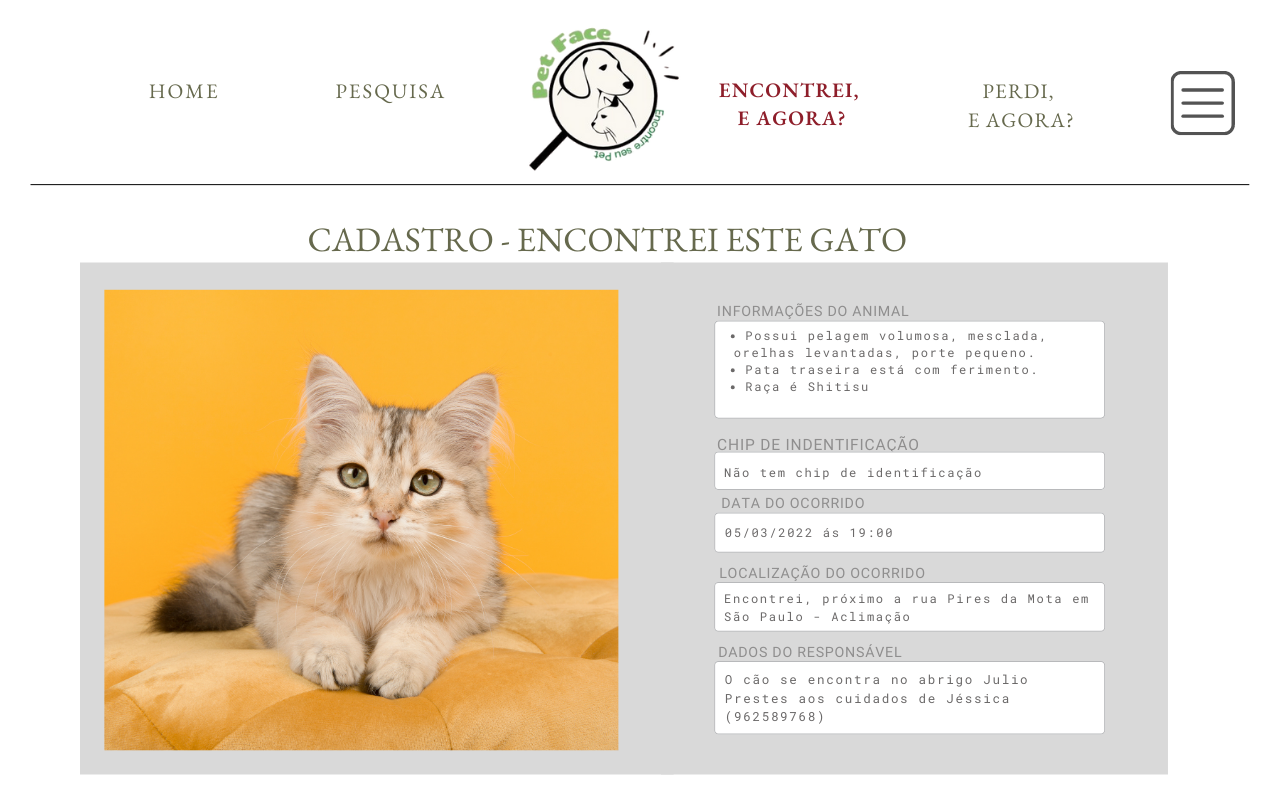 HOME
PESQUISA
Pet Face
Encontre seu Pet
ENCONTREI,
E AGORA?
PERDI,
E AGORA?
CADASTRO - ENCONTREI ESTE GATO
INFORMAÇÕES DO ANIMAL
• Possui pelagem volumosa, mesclada,
orelhas levantadas, porte pequeno.
• Pata traseira está com ferimento.
• Raça é Shitisu
CHIP DE INDENTIFICAÇÃO
Não tem chip de identificação
DATA DO OCORRIDO
05/03/2022 ás 19:00
LOCALIZAÇÃO DO OCORRIDO
Encontrei, próximo a rua Pires da Mota em
São Paulo - Aclimação
DADOS DO RESPONSÁVEL
O cão se encontra no abrigo Julio
Prestes aos cuidados de Jéssica
(962589768)